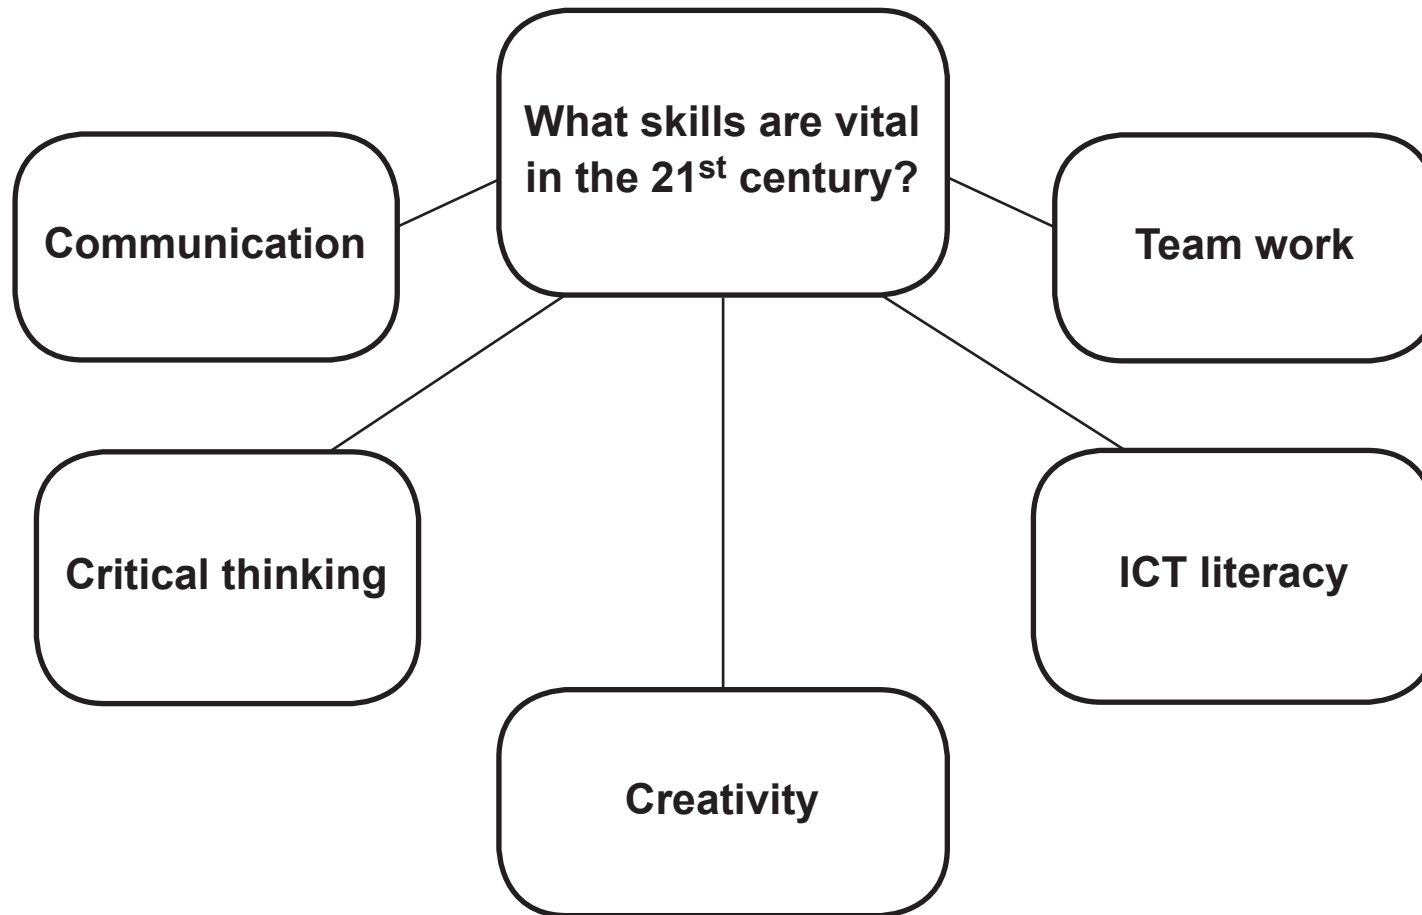 What skills are vital
in the 21st century?
Communication
Team work
Critical thinking
ICT literacy
Creativity